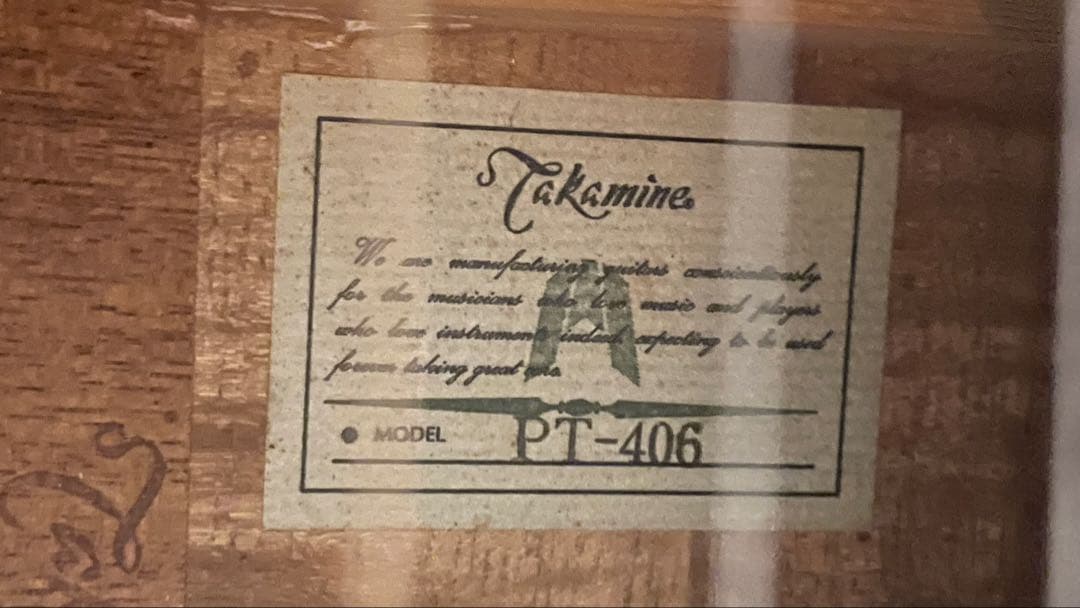 Takamine
We are manufacturing guitars conscientiously
for the musicians who love music and players
who love instruments indeed expecting to be used
forever taking great care.
● MODEL PT-406